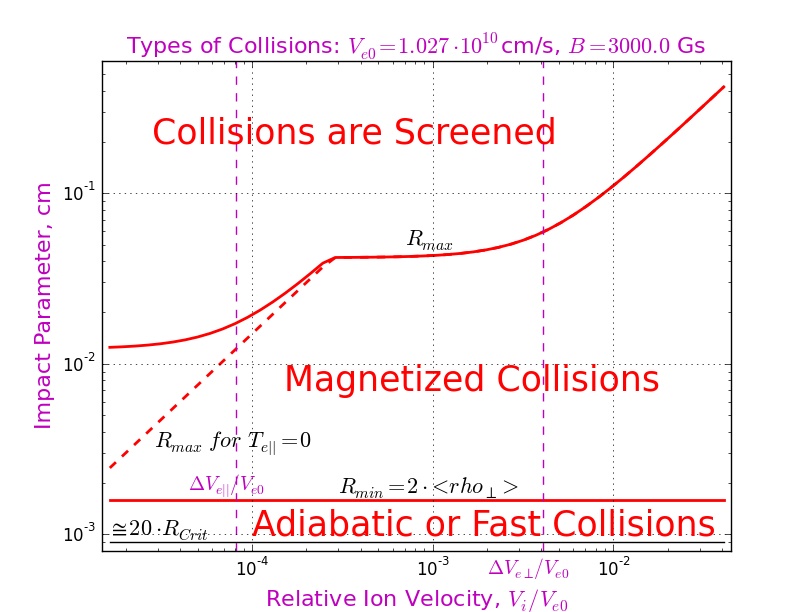 Types of Collisions: V_e0 = 1.027·10^10 cm/s, B = 3000.0 Gs
Collisions are Screened
10^-1
R_max
Impact Parameter, cm
10^-2
Magnetized Collisions
R_max for T_e|| = 0
ΔV_e||/V_e0
R_min = 2·<rho_⊥>
≅20·R_Crit
Adiabatic or Fast Collisions
10^-3
10^-4
10^-3
10^-2
ΔV_e⊥/V_e0
Relative Ion Velocity, V_i/V_e0